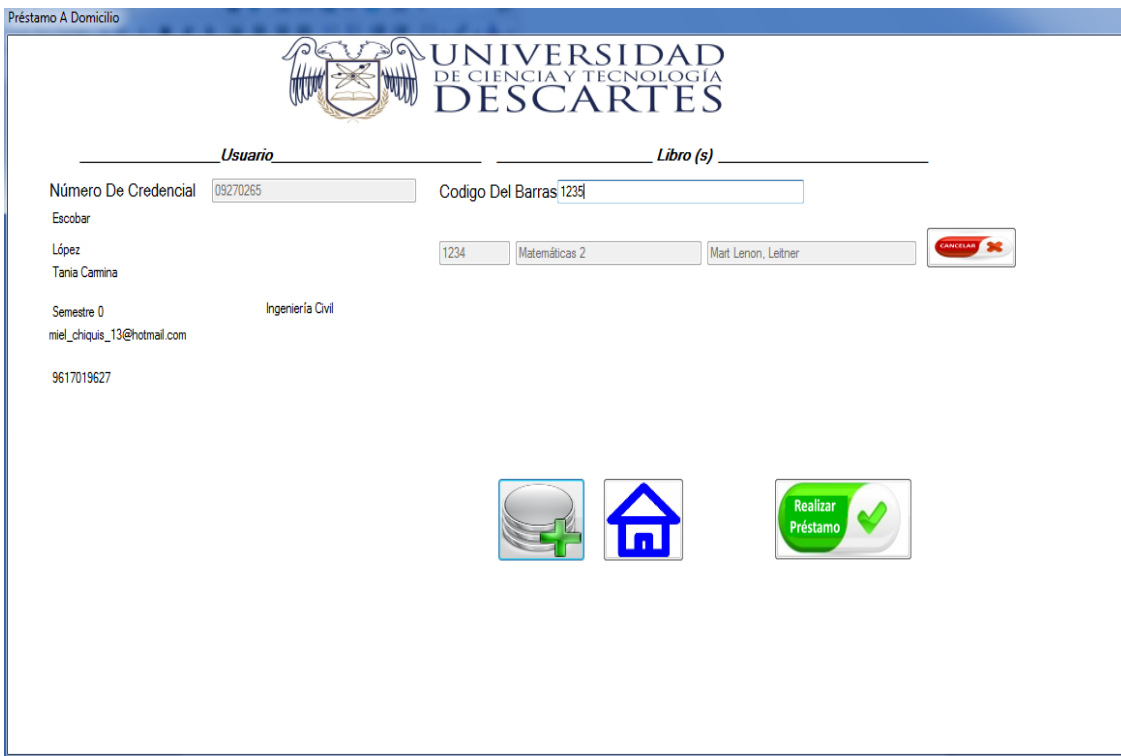 Préstamo A Domicilio
UNIVERSIDAD
DE CIENCIA Y TECNOLOGÍA
DESCARTES
Usuario
Libro (s)
Número De Credencial 09270265
Codigo Del Barras 1235
Escobar
López
1234 Matemáticas 2 Mart Lenon, Leitner CANCELAR
Tania Camina
Semestre 0 Ingeniería Civil
miel_chiquis_13@hotmail.com
9617019627
Realizar
Préstamo